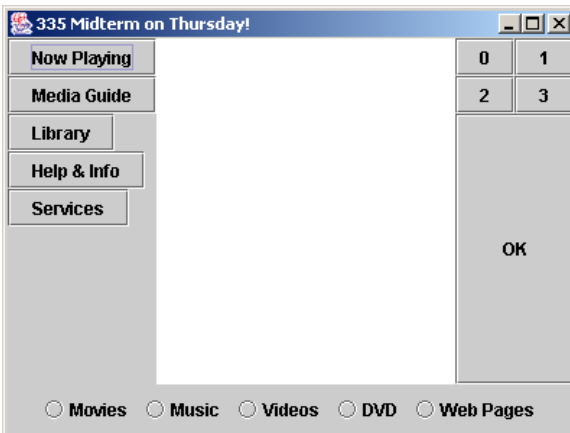 335 Midterm on Thursday!
Now Playing
Media Guide
Library
Help & Info
Services
0 1
2 3
OK
Movies Music Videos DVD Web Pages